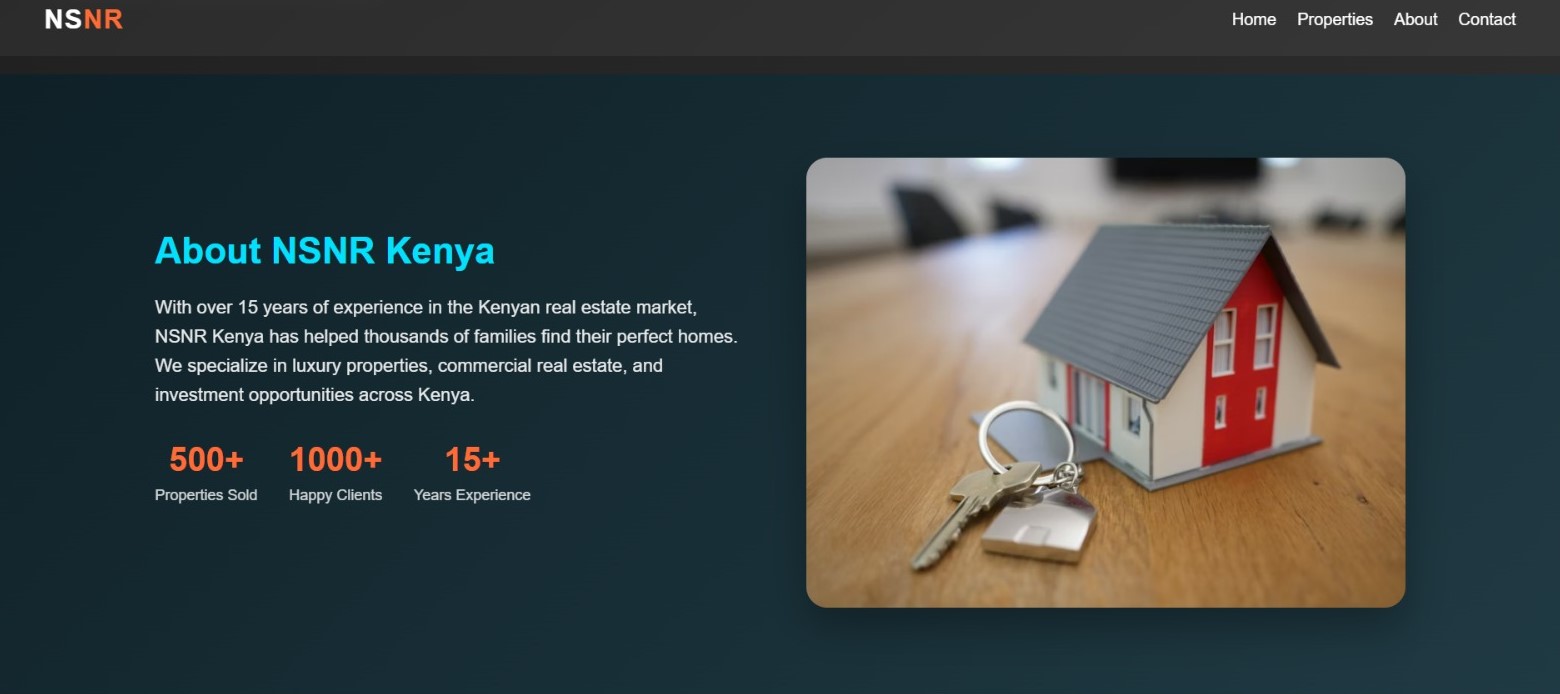 NSNR
Home Properties About Contact
About NSNR Kenya
With over 15 years of experience in the Kenyan real estate market,
NSNR Kenya has helped thousands of families find their perfect homes.
We specialize in luxury properties, commercial real estate, and
investment opportunities across Kenya.
500+ 1000+ 15+
Properties Sold Happy Clients Years Experience